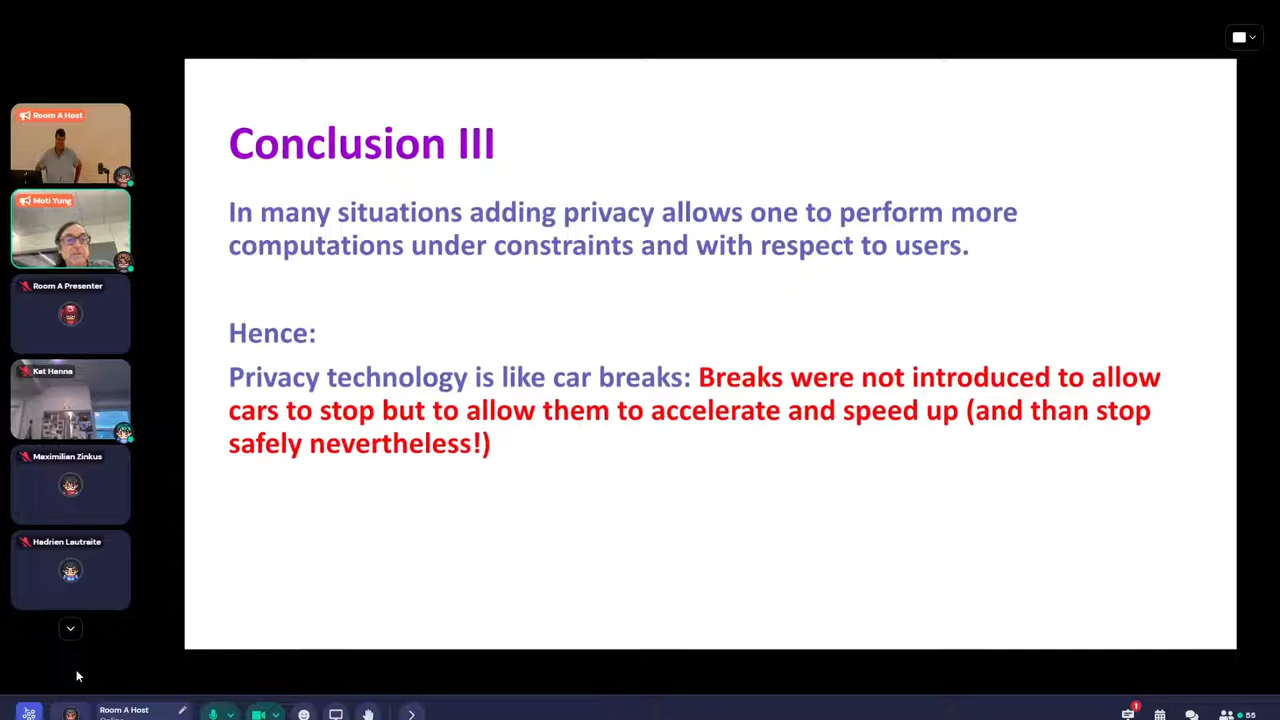 Room A Host
Moti Yung
Room A Presenter
Kat Hanna
Maximilian Zinkus
Hadrien Lautraite
Conclusion III
In many situations adding privacy allows one to perform more
computations under constraints and with respect to users.
Hence:
Privacy technology is like car breaks: Breaks were not introduced to allow
cars to stop but to allow them to accelerate and speed up (and than stop
safely nevertheless!)
Room A Host
Online
1
55